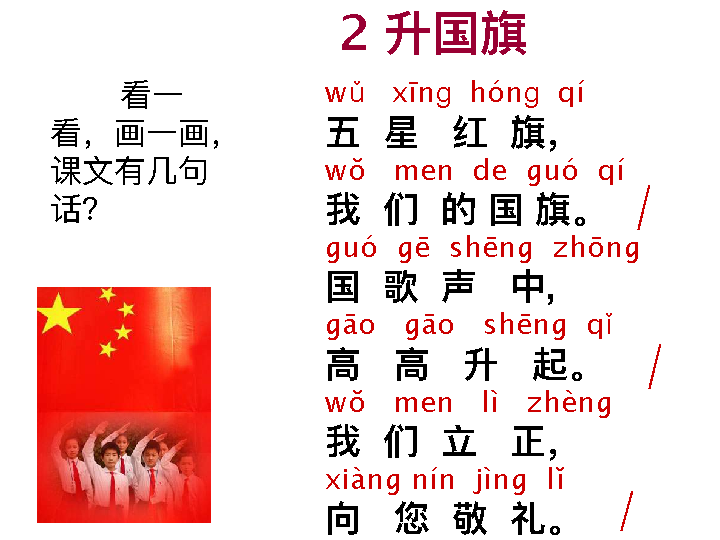 2 升国旗
看一
看，画一画，
课文有几句
话？
wǔ xīng hóng qí
五 星 红 旗，
wǒ men de guó qí
我 们 的 国 旗。 /
guó gē shēng zhōng
国 歌 声 中，
gāo gāo shēng qǐ
高 高 升 起。 /
wǒ men lì zhèng
我 们 立 正，
xiàng nín jìng lǐ
向 您 敬 礼。 /